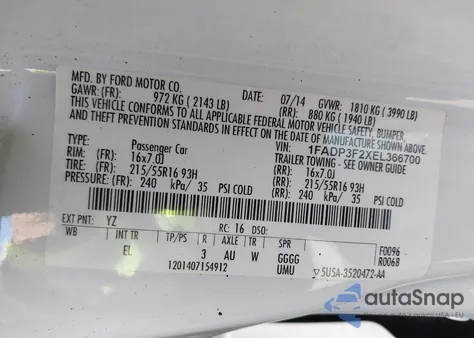 MFD. BY FORD MOTOR CO.
DATE: 07/14 GVWR: 1810 KG ( 3990 LB)
GAWR: (FR): 972 KG ( 2143 LB) (RR): 880 KG ( 1940 LB)
THIS VEHICLE CONFORMS TO ALL APPLICABLE FEDERAL MOTOR VEHICLE SAFETY, BUMPER,
AND THEFT PREVENTION STANDARDS IN EFFECT ON THE DATE OF MANUFACTURE SHOWN ABOVE.
VIN: 1FADP3F2XEL366700
TYPE: Passenger Car TRAILER TOWING - SEE OWNER GUIDE
RIM: (FR): 16x7.0J (RR): 16x7.0J
TIRE: (FR): 215/55R16 93H (RR): 215/55R16 93H
PRESSURE: (FR): 240 kPa/ 35 PSI COLD (RR): 240 kPa/ 35 PSI COLD
EXT PNT: YZ RC: 16 DSO: F0096
WB INT TR TP/PS R AXLE TR SPR R0068
EL 3 AU W GGGG
1201407154912 UMU 5U5A-3520472-AA
autoSnap